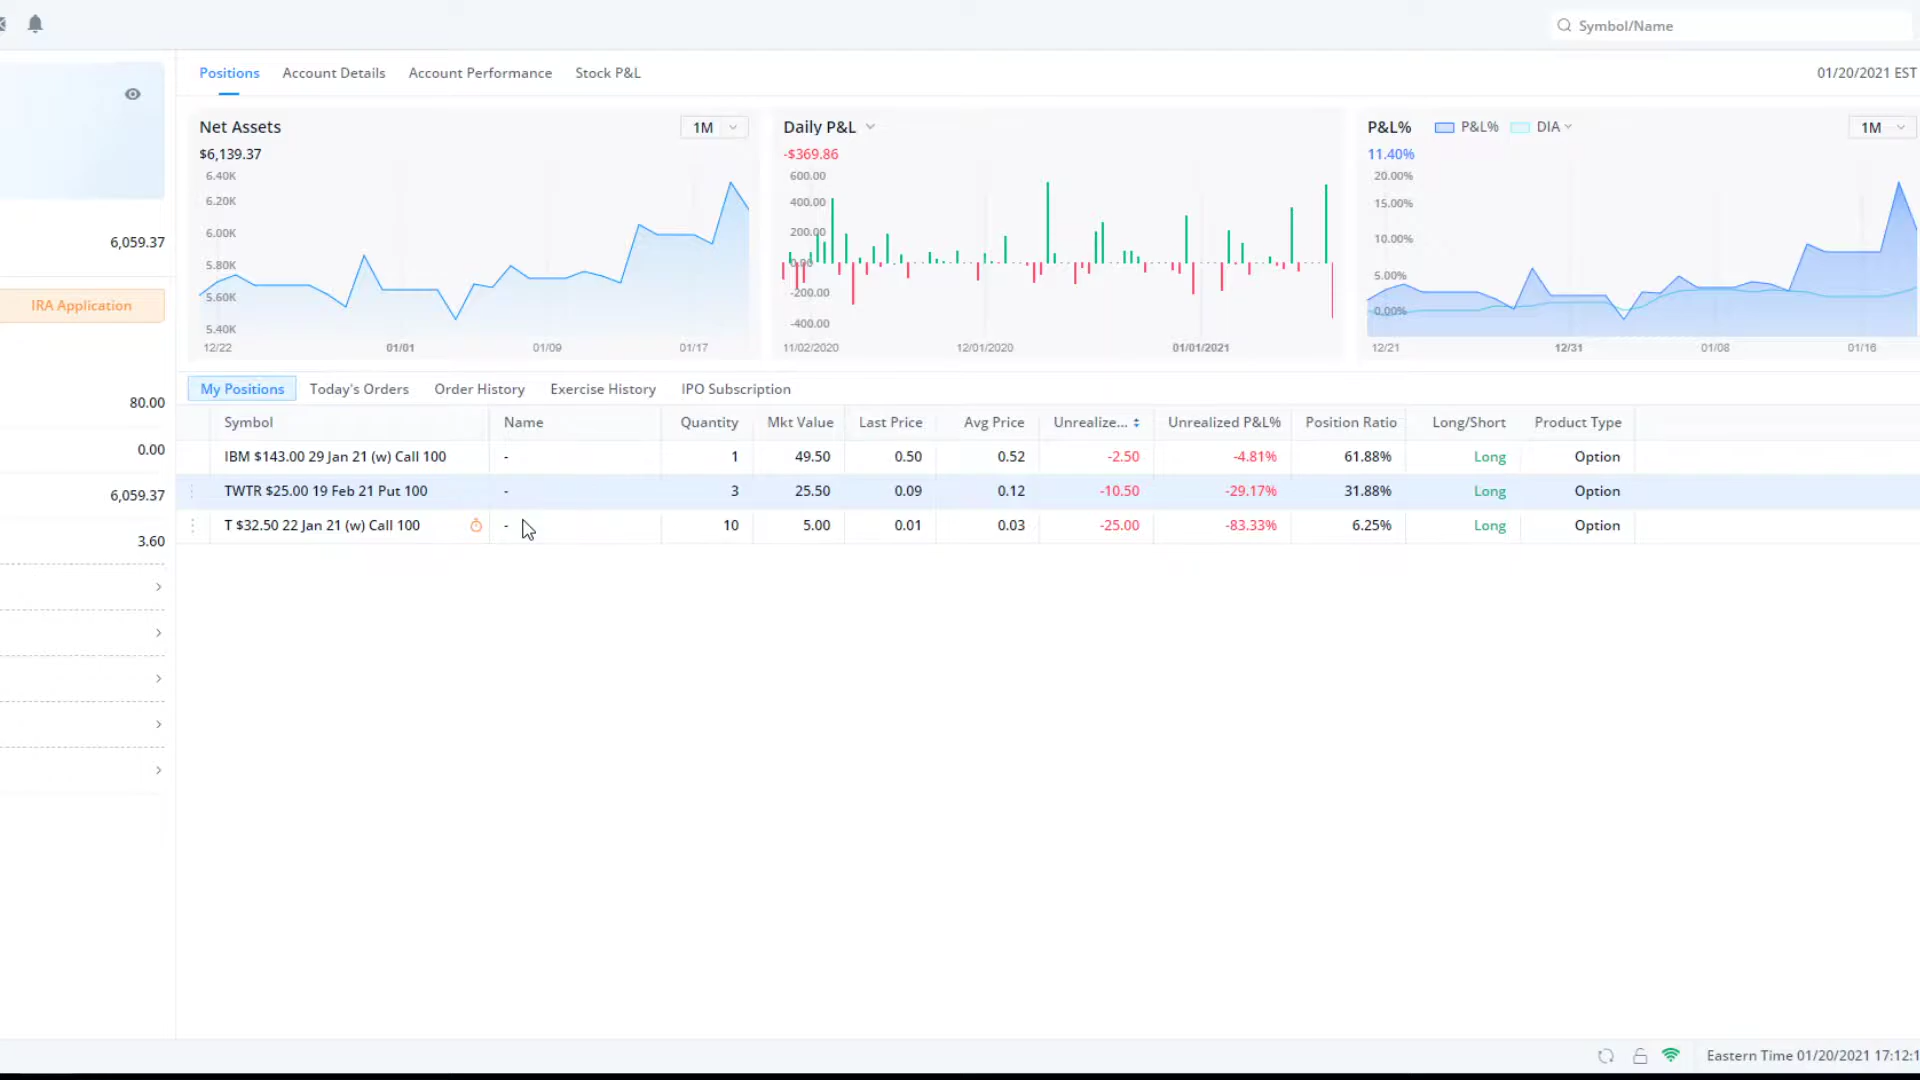 Symbol/Name
Positions Account Details Account Performance Stock P&L 01/20/2021 EST
Net Assets 1M
$6,139.37
6.40K
6.20K
6.00K
5.80K
5.60K
5.40K
12/22 01/01 01/09 01/17
Daily P&L
-$369.86
600.00
400.00
200.00
0.00
-200.00
-400.00
11/02/2020 12/01/2020 01/01/2021
P&L% P&L% DIA 1M
11.40%
20.00%
15.00%
10.00%
5.00%
0.00%
12/21 12/31 01/08 01/16
6,059.37
IRA Application
80.00
0.00
6,059.37
3.60
My Positions Today's Orders Order History Exercise History IPO Subscription
Symbol Name Quantity Mkt Value Last Price Avg Price Unrealize... Unrealized P&L% Position Ratio Long/Short Product Type
IBM $143.00 29 Jan 21 (w) Call 100 - 1 49.50 0.50 0.52 -2.50 -4.81% 61.88% Long Option
TWTR $25.00 19 Feb 21 Put 100 - 3 25.50 0.09 0.12 -10.50 -29.17% 31.88% Long Option
T $32.50 22 Jan 21 (w) Call 100 - 10 5.00 0.01 0.03 -25.00 -83.33% 6.25% Long Option
Eastern Time 01/20/2021 17:12:1